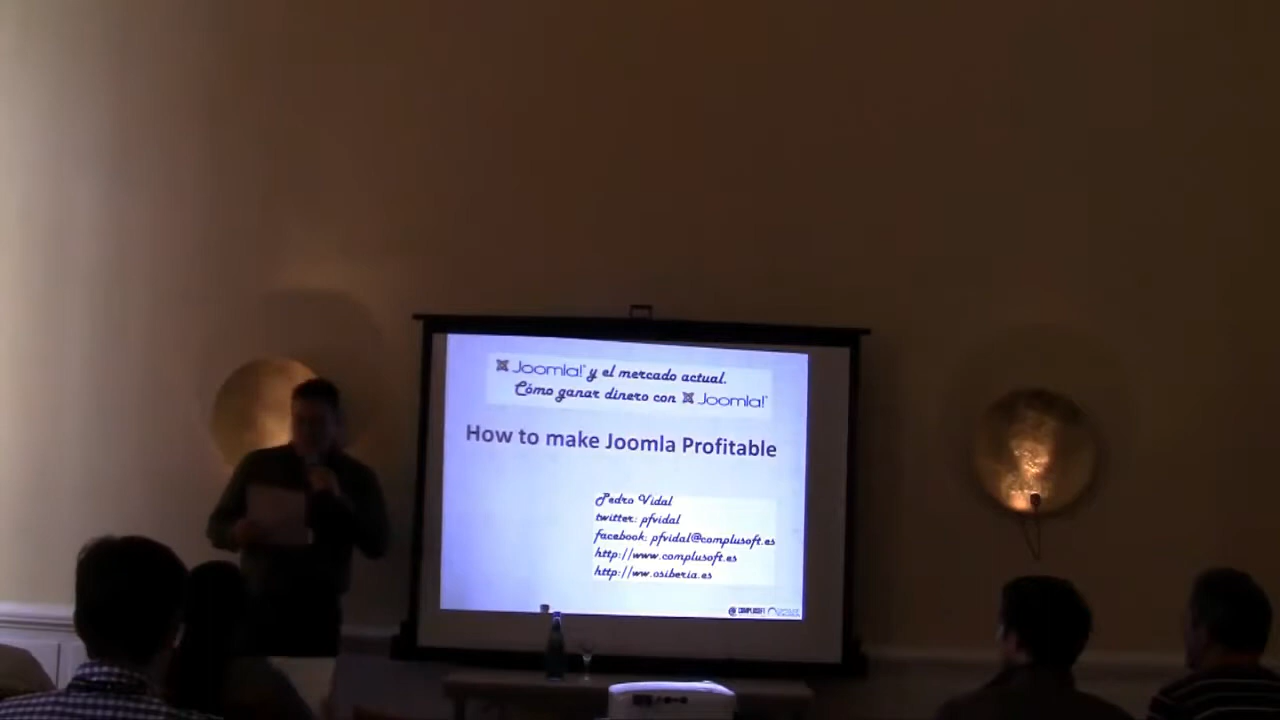 Joomla!® y el mercado actual.
Cómo ganar dinero con Joomla!®
How to make Joomla Profitable
Pedro Vidal
twitter: pfvidal
facebook: pfvidal@complusoft.es
http://www.complusoft.es
http://ww.osiberia.es
COMPLUSOFT